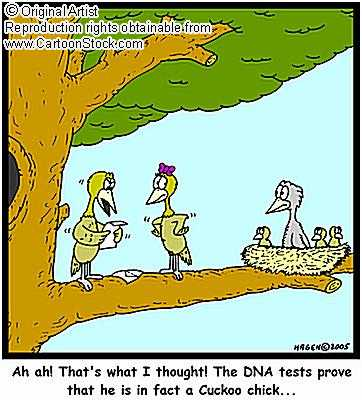 © Original Artist
Reproduction rights obtainable from
www.CartoonStock.com
HAGEN©2005
Ah ah! That's what I thought! The DNA tests prove
that he is in fact a Cuckoo chick...